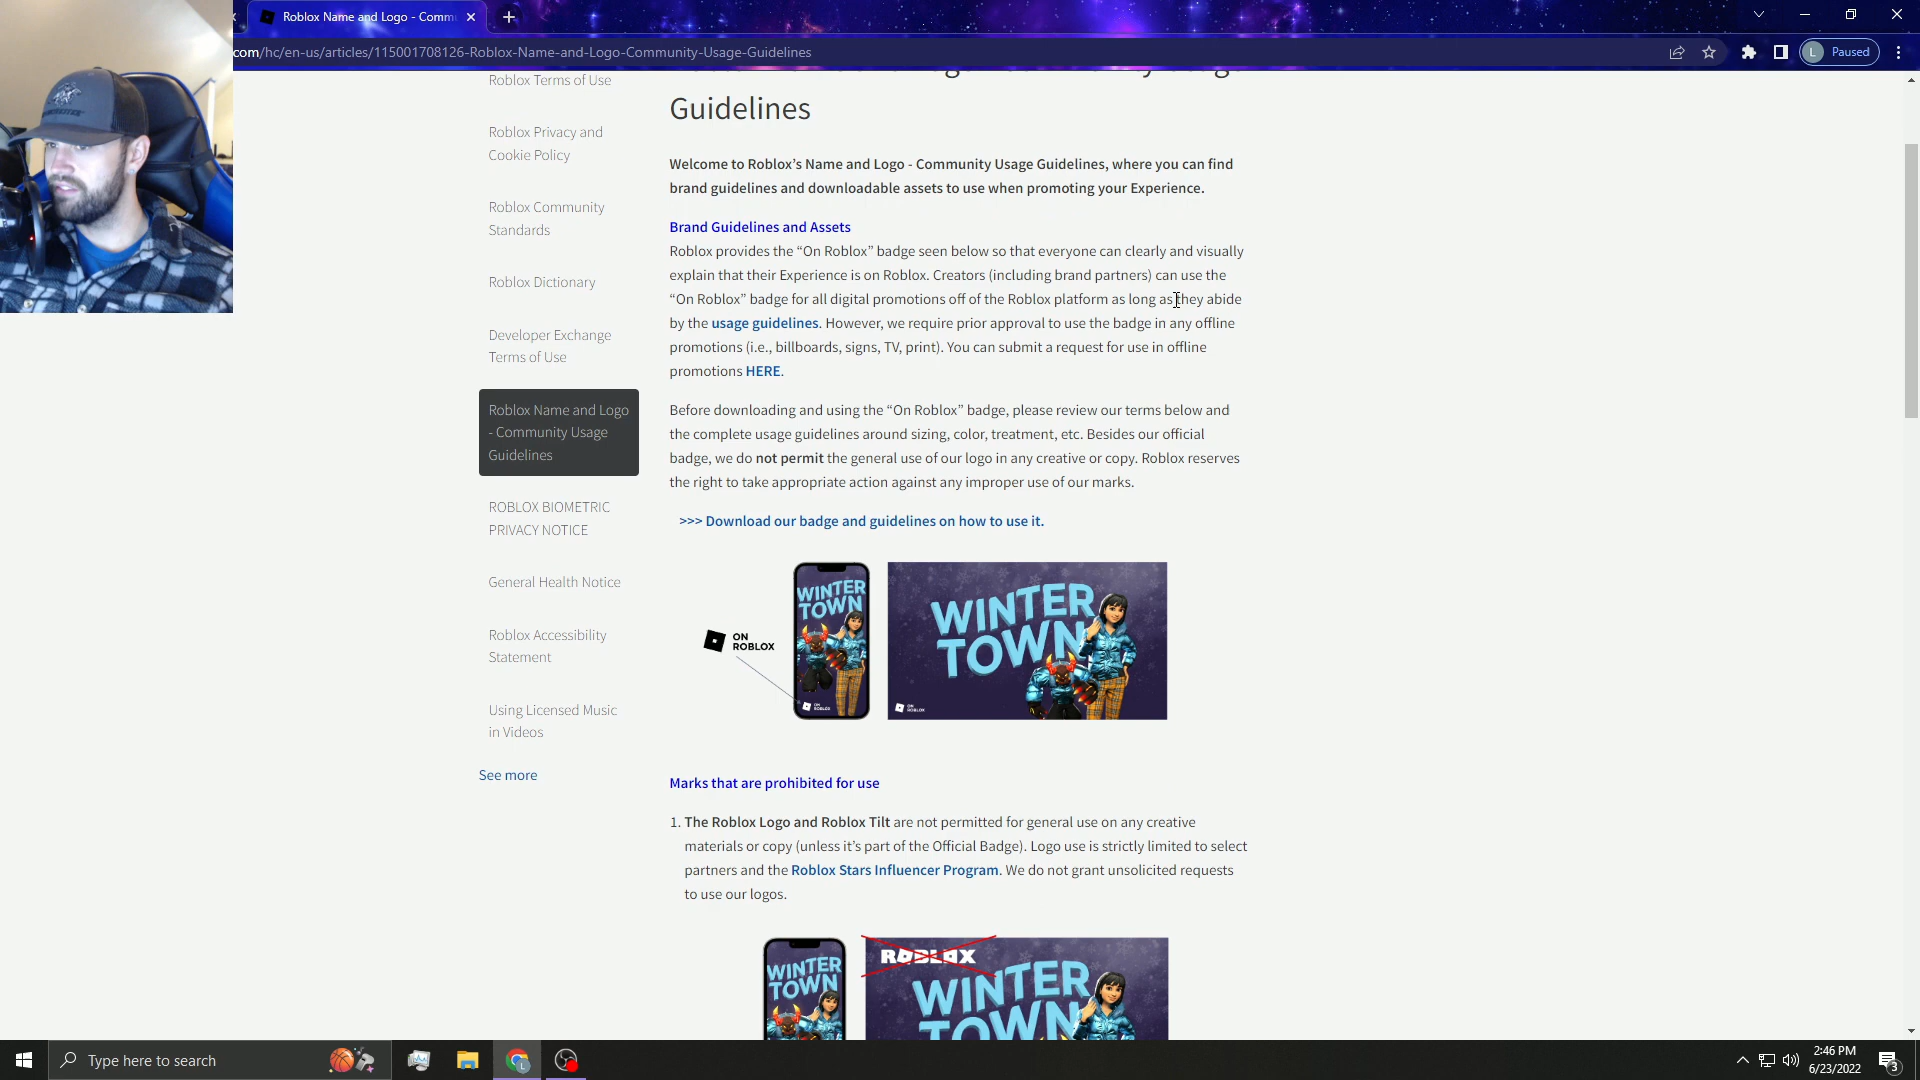 Roblox Name and Logo - Comm
com/hc/en-us/articles/115001708126-Roblox-Name-and-Logo-Community-Usage-Guidelines
L Paused
Roblox Terms of Use
Roblox Privacy and
Cookie Policy
Roblox Community
Standards
Roblox Dictionary
Developer Exchange
Terms of Use
Roblox Name and Logo
- Community Usage
Guidelines
ROBLOX BIOMETRIC
PRIVACY NOTICE
General Health Notice
Roblox Accessibility
Statement
Using Licensed Music
in Videos
See more
Guidelines
Welcome to Roblox’s Name and Logo - Community Usage Guidelines, where you can find
brand guidelines and downloadable assets to use when promoting your Experience.
Brand Guidelines and Assets
Roblox provides the “On Roblox” badge seen below so that everyone can clearly and visually
explain that their Experience is on Roblox. Creators (including brand partners) can use the
“On Roblox” badge for all digital promotions off of the Roblox platform as long as they abide
by the usage guidelines. However, we require prior approval to use the badge in any offline
promotions (i.e., billboards, signs, TV, print). You can submit a request for use in offline
promotions HERE.
Before downloading and using the “On Roblox” badge, please review our terms below and
the complete usage guidelines around sizing, color, treatment, etc. Besides our official
badge, we do not permit the general use of our logo in any creative or copy. Roblox reserves
the right to take appropriate action against any improper use of our marks.
>>> Download our badge and guidelines on how to use it.
ON
ROBLOX
WINTER
TOWN
ON
ROBLOX
WINTER
TOWN
ON
ROBLOX
Marks that are prohibited for use
1. The Roblox Logo and Roblox Tilt are not permitted for general use on any creative
materials or copy (unless it’s part of the Official Badge). Logo use is strictly limited to select
partners and the Roblox Stars Influencer Program. We do not grant unsolicited requests
to use our logos.
WINTER
TOWN
ROBLOX
WINTER
TOWN
Type here to search
L
2:46 PM
6/23/2022
3